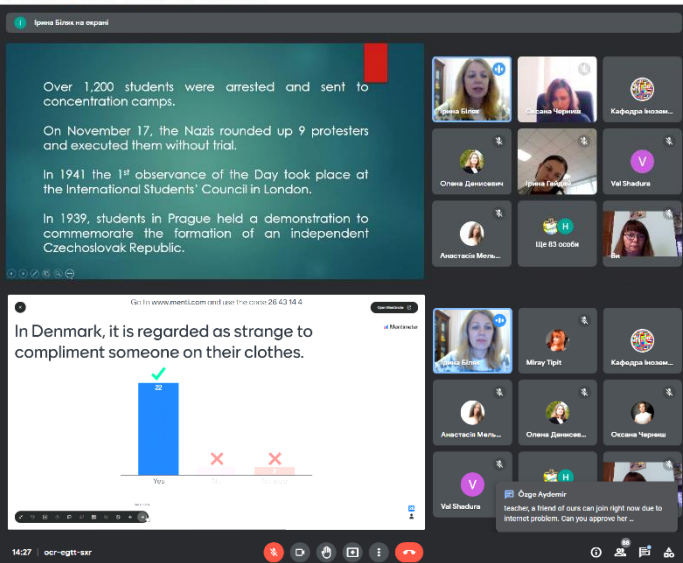 Ірина Біляк на екрані
Over 1,200 students were arrested and sent to
concentration camps.
On November 17, the Nazis rounded up 9 protesters
and executed them without trial.
In 1941 the 1st observance of the Day took place at
the International Students' Council in London.
In 1939, students in Prague held a demonstration to
commemorate the formation of an independent
Czechoslovak Republic.
Ірина Біляк
Оксана Черниш
Кафедра Інозем...
Олена Денисович
Ірина Гайдай
V
Val Shadura
Анастасія Мель...
H
Ще 83 особи
Ви
Go to www.menti.com and use the code 26 43 14 4
Mentimeter
In Denmark, it is regarded as strange to
compliment someone on their clothes.
22
Yes
No
Ірина Біляк
Miray Tipit
Кафедра Інозем...
Анастасія Мель...
Олена Денисов...
Оксана Черниш
V
Val Shadura
H
Özge Aydemir
teacher, a friend of ours can join right now due to
internet problem. Can you approve her ...
14:27 | ocr-egtt-sxr
88